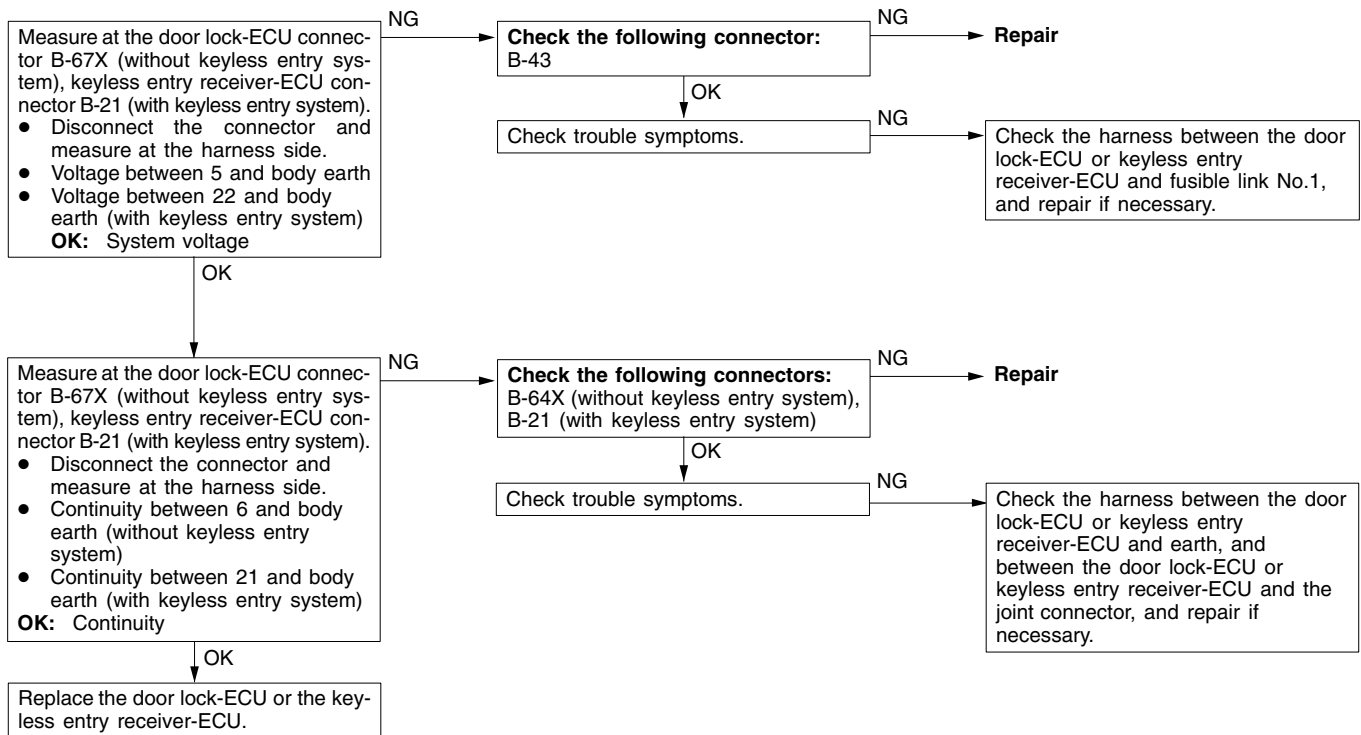 Measure at the door lock-ECU connec-
tor B-67X (without keyless entry sys-
tem), keyless entry receiver-ECU con-
nector B-21 (with keyless entry system).
● Disconnect the connector and
measure at the harness side.
● Voltage between 5 and body earth
● Voltage between 22 and body
earth (with keyless entry system)
OK: System voltage
NG
Check the following connector:
B-43
NG
Repair
OK
Check trouble symptoms.
NG
Check the harness between the door
lock-ECU or keyless entry
receiver-ECU and fusible link No.1,
and repair if necessary.
OK
Measure at the door lock-ECU connec-
tor B-67X (without keyless entry sys-
tem), keyless entry receiver-ECU con-
nector B-21 (with keyless entry system).
● Disconnect the connector and
measure at the harness side.
● Continuity between 6 and body
earth (without keyless entry
system)
● Continuity between 21 and body
earth (with keyless entry system)
OK: Continuity
NG
Check the following connectors:
B-64X (without keyless entry system),
B-21 (with keyless entry system)
NG
Repair
OK
Check trouble symptoms.
NG
Check the harness between the door
lock-ECU or keyless entry
receiver-ECU and earth, and
between the door lock-ECU or
keyless entry receiver-ECU and the
joint connector, and repair if
necessary.
OK
Replace the door lock-ECU or the key-
less entry receiver-ECU.